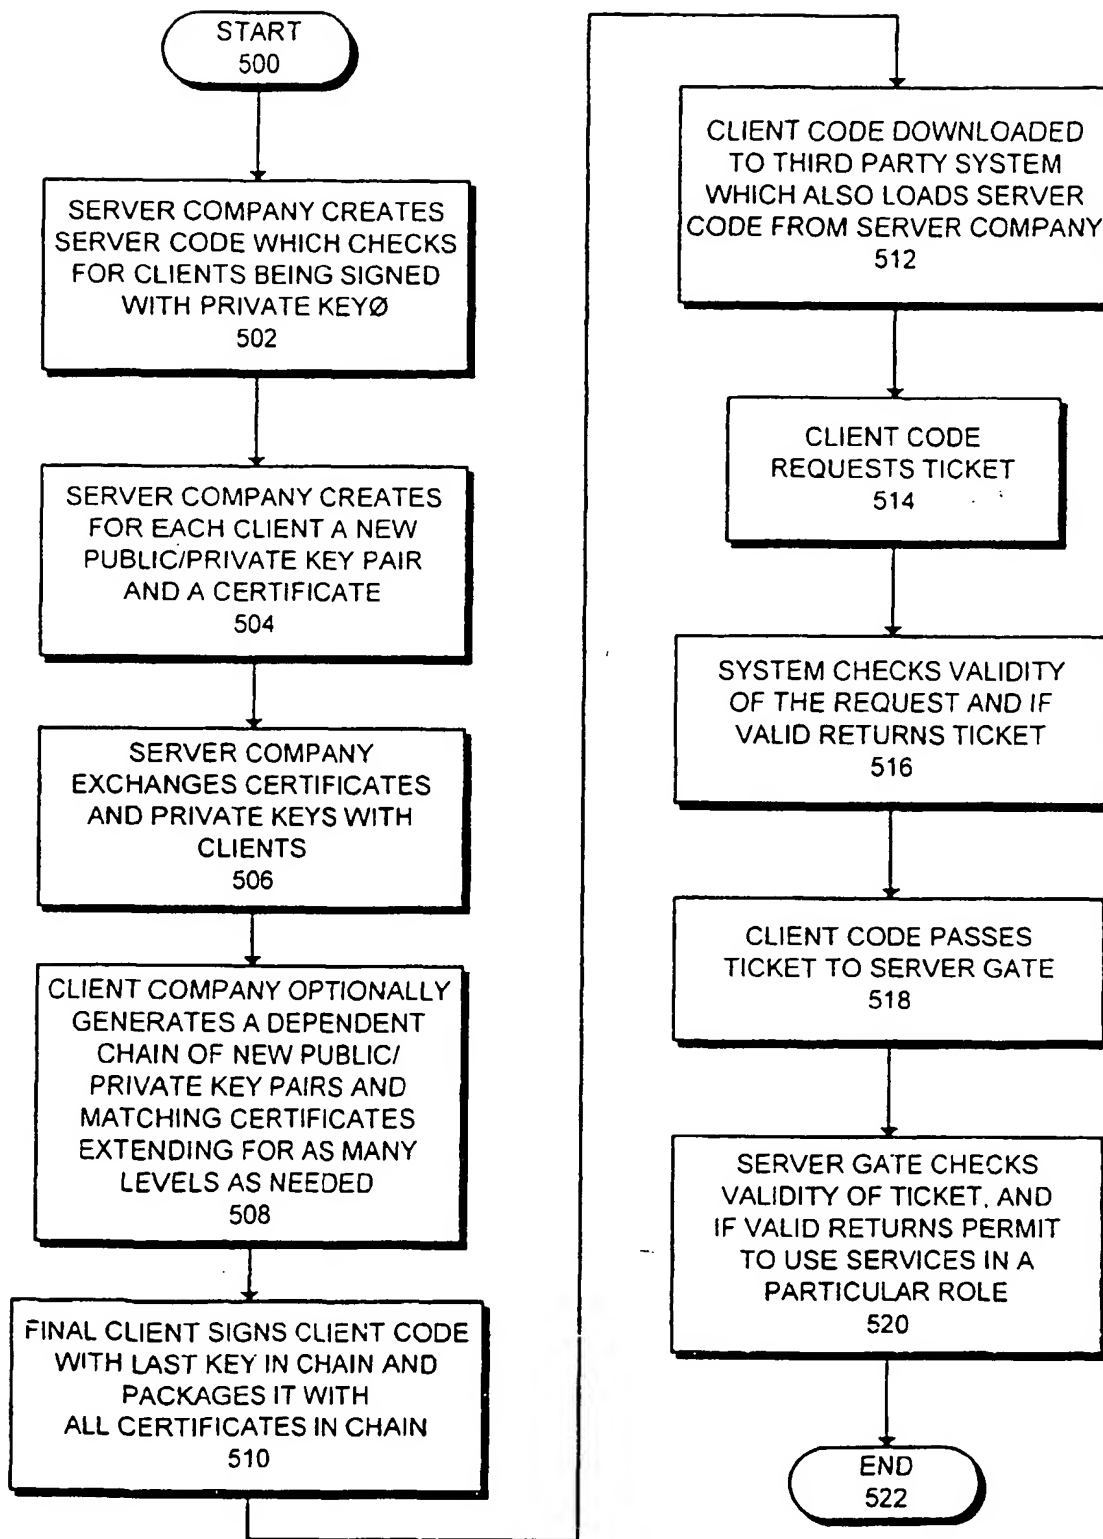 START
500
SERVER COMPANY CREATES
SERVER CODE WHICH CHECKS
FOR CLIENTS BEING SIGNED
WITH PRIVATE KEYØ
502
SERVER COMPANY CREATES
FOR EACH CLIENT A NEW
PUBLIC/PRIVATE KEY PAIR
AND A CERTIFICATE
504
SERVER COMPANY
EXCHANGES CERTIFICATES
AND PRIVATE KEYS WITH
CLIENTS
506
CLIENT COMPANY OPTIONALLY
GENERATES A DEPENDENT
CHAIN OF NEW PUBLIC/
PRIVATE KEY PAIRS AND
MATCHING CERTIFICATES
EXTENDING FOR AS MANY
LEVELS AS NEEDED
508
FINAL CLIENT SIGNS CLIENT CODE
WITH LAST KEY IN CHAIN AND
PACKAGES IT WITH
ALL CERTIFICATES IN CHAIN
510
CLIENT CODE DOWNLOADED
TO THIRD PARTY SYSTEM
WHICH ALSO LOADS SERVER
CODE FROM SERVER COMPANY
512
CLIENT CODE
REQUESTS TICKET
514
SYSTEM CHECKS VALIDITY
OF THE REQUEST AND IF
VALID RETURNS TICKET
516
CLIENT CODE PASSES
TICKET TO SERVER GATE
518
SERVER GATE CHECKS
VALIDITY OF TICKET, AND
IF VALID RETURNS PERMIT
TO USE SERVICES IN A
PARTICULAR ROLE
520
END
522